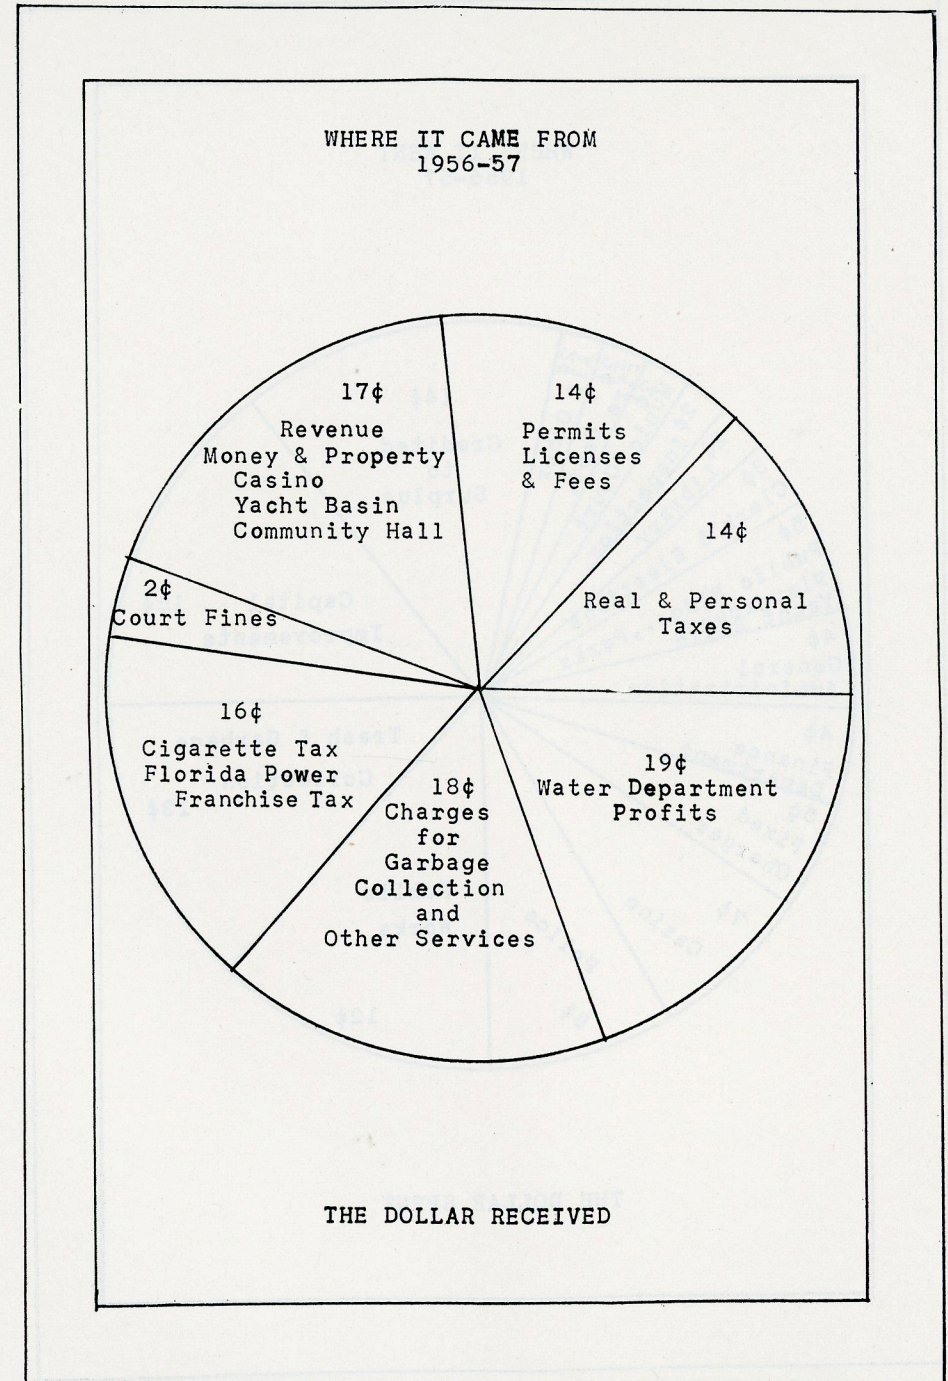 WHERE IT CAME FROM
1956-57
17¢
Revenue
Money & Property
Casino
Yacht Basin
Community Hall
14¢
Permits
Licenses
& Fees
14¢
Real & Personal
Taxes
2¢
Court Fines
16¢
Cigarette Tax
Florida Power
Franchise Tax
18¢
Charges
for
Garbage
Collection
and
Other Services
19¢
Water Department
Profits
THE DOLLAR RECEIVED